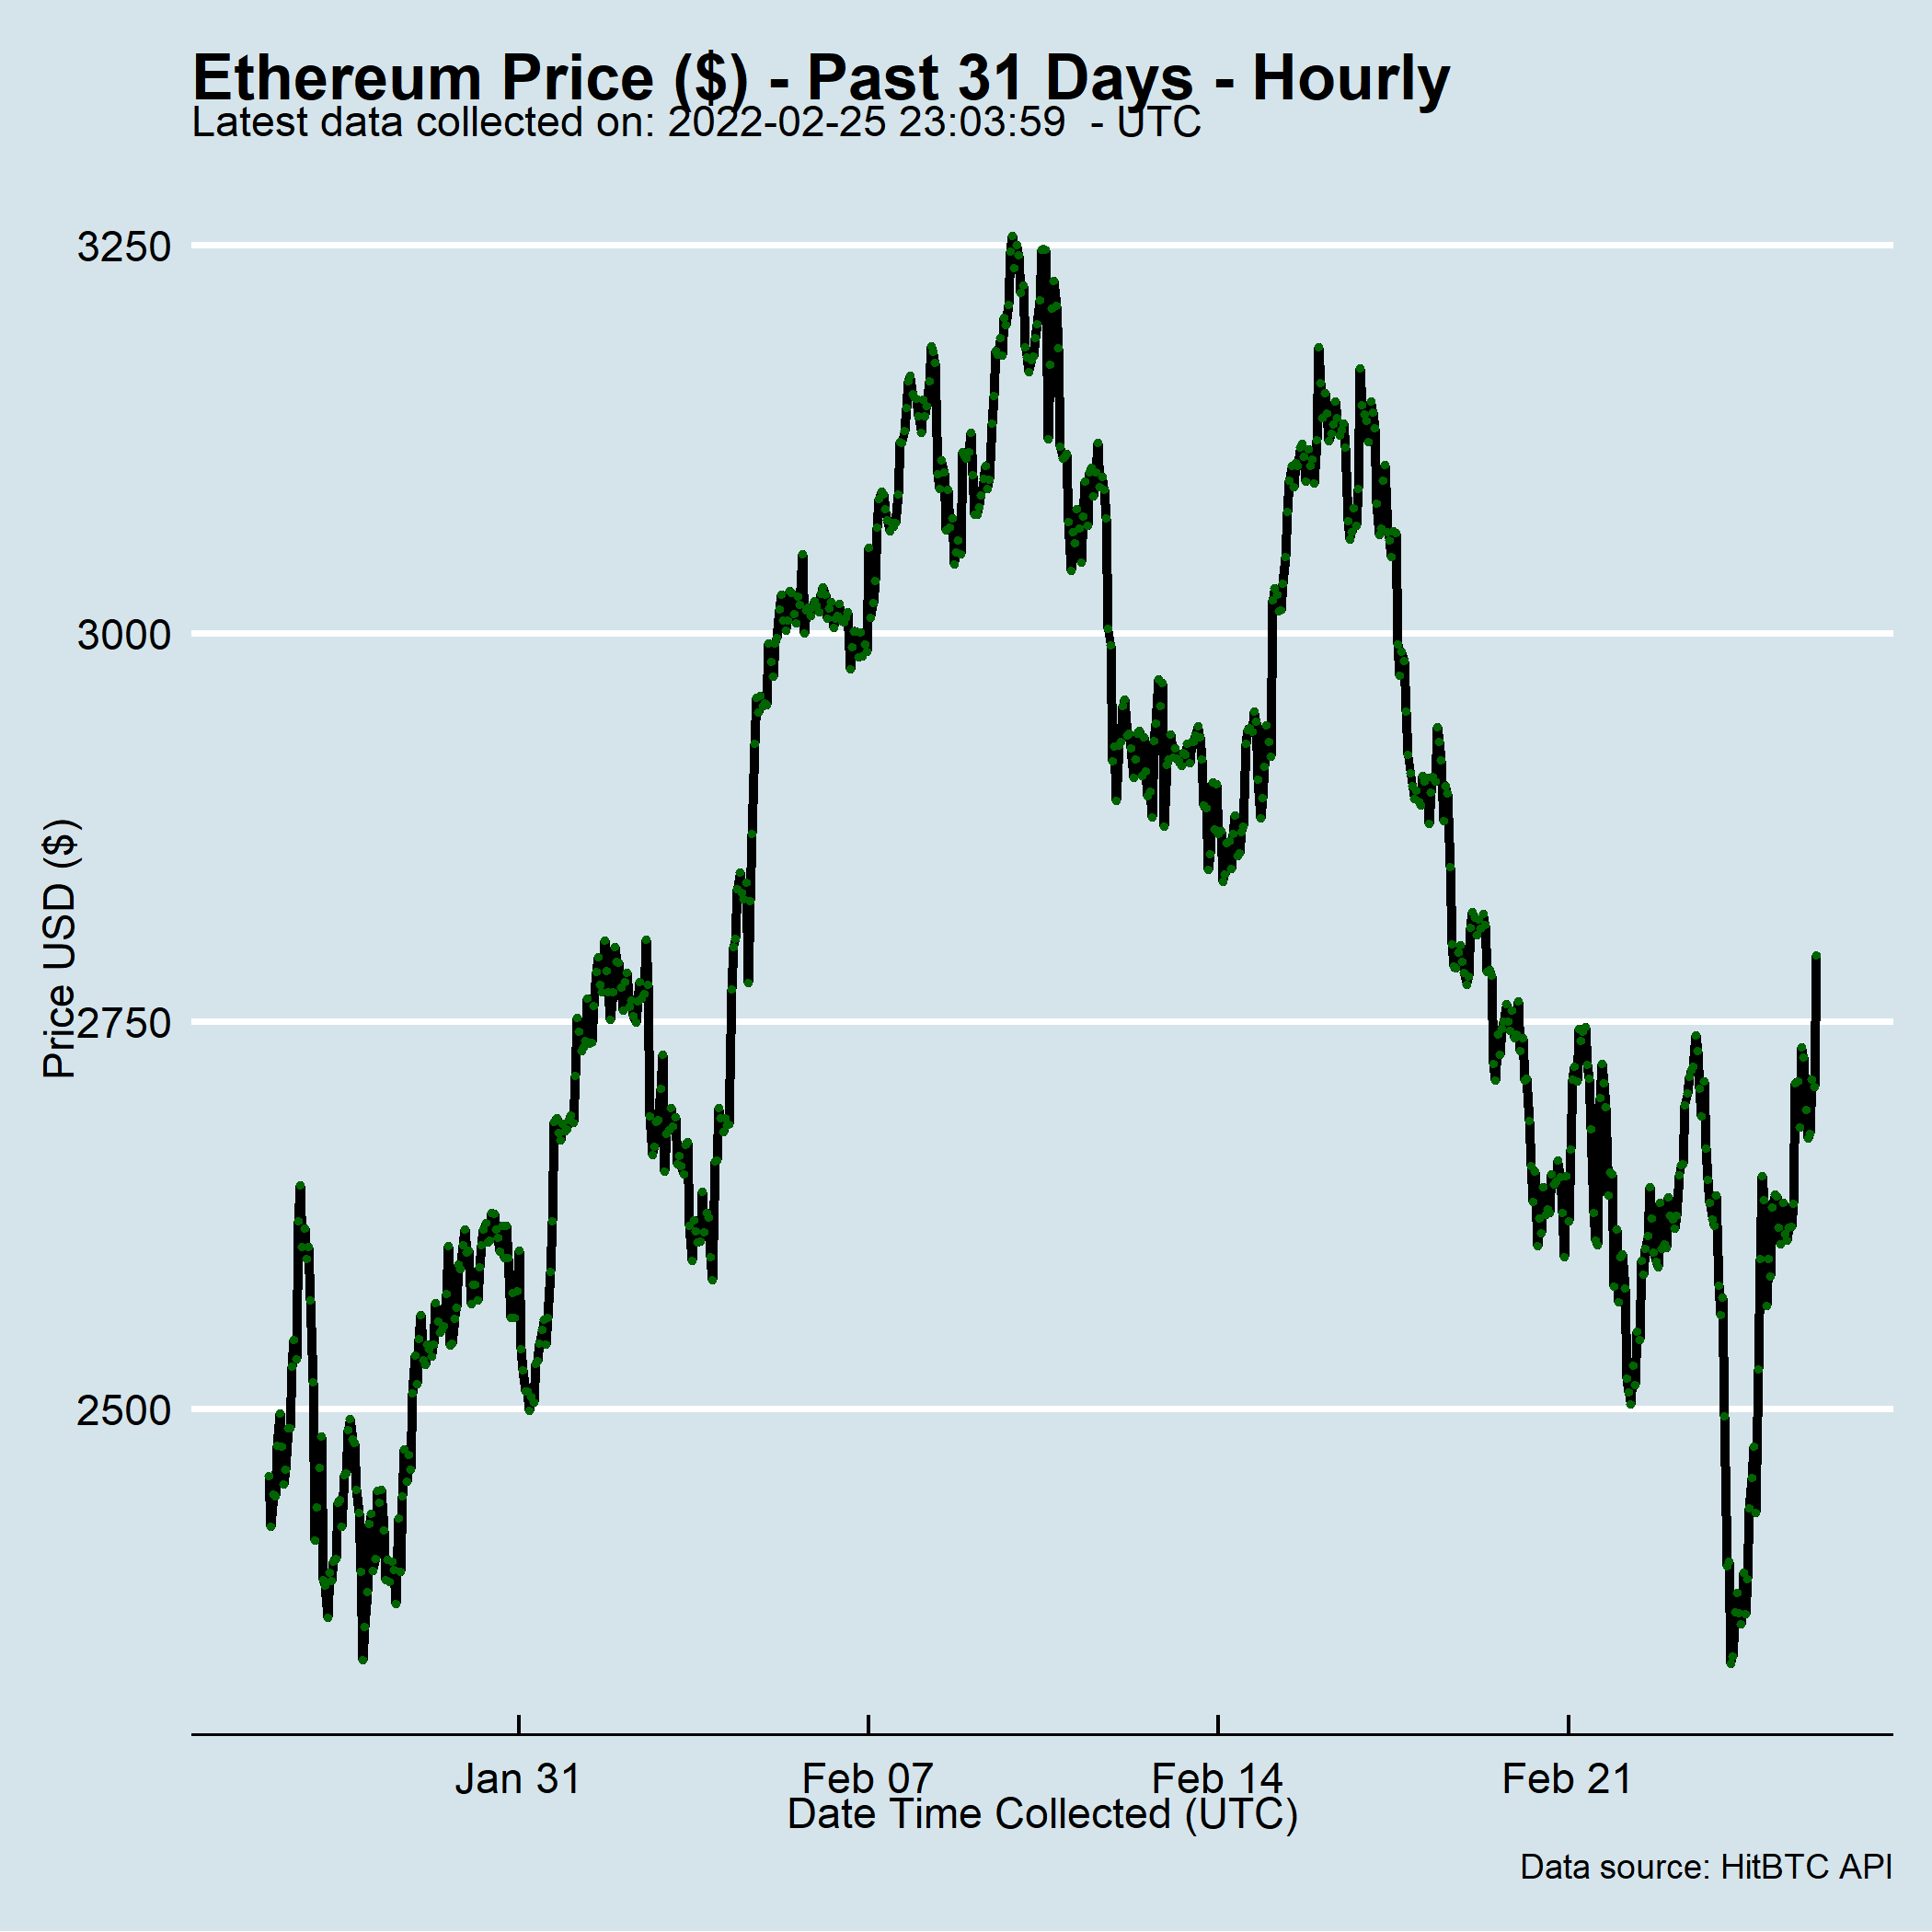 Ethereum Price ($) - Past 31 Days - Hourly
Latest data collected on: 2022-02-25 23:03:59  - UTC
3250
3000
2750
2500
Price USD ($)
Jan 31
Feb 07
Feb 14
Feb 21
Date Time Collected (UTC)
Data source: HitBTC API